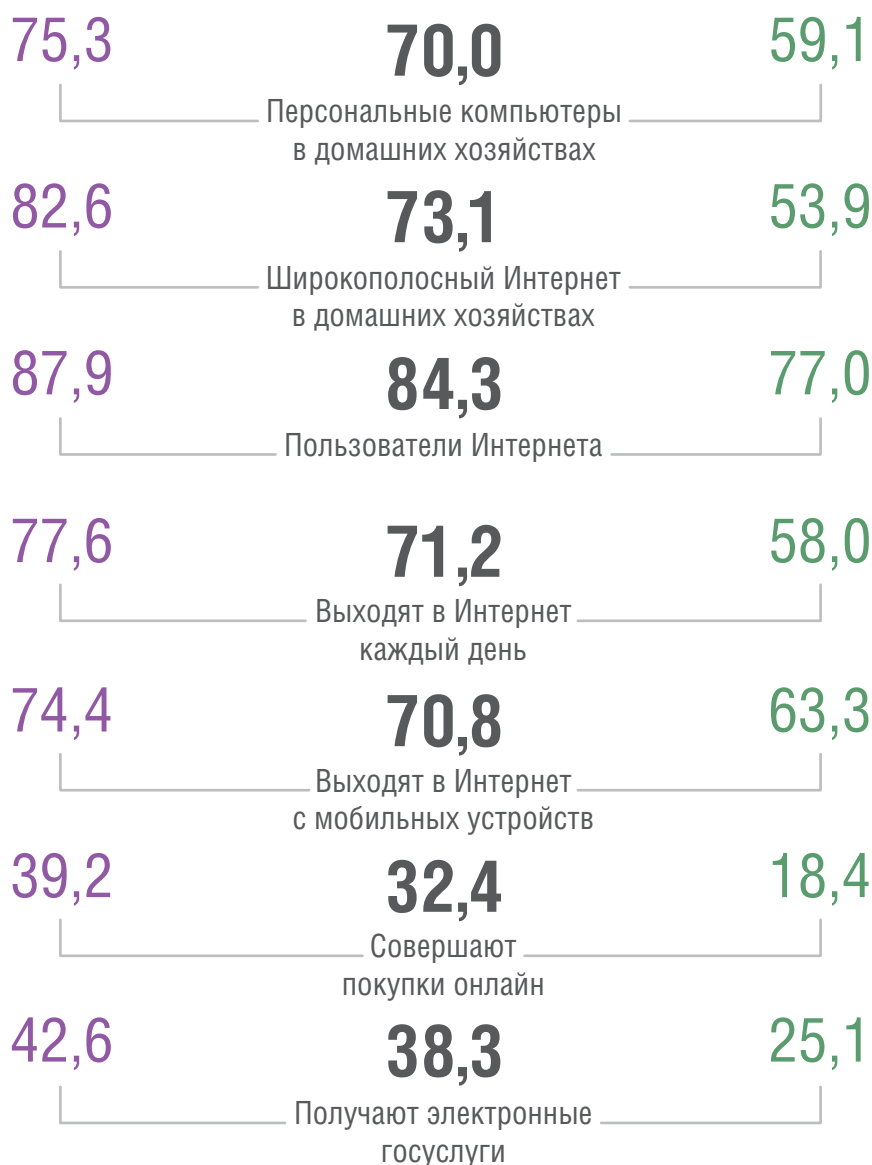 75,3 70,0 59,1
Персональные компьютеры
в домашних хозяйствах
82,6 73,1 53,9
Широкополосный Интернет
в домашних хозяйствах
87,9 84,3 77,0
Пользователи Интернета
77,6 71,2 58,0
Выходят в Интернет
каждый день
74,4 70,8 63,3
Выходят в Интернет
с мобильных устройств
39,2 32,4 18,4
Совершают
покупки онлайн
42,6 38,3 25,1
Получают электронные
госуслуги